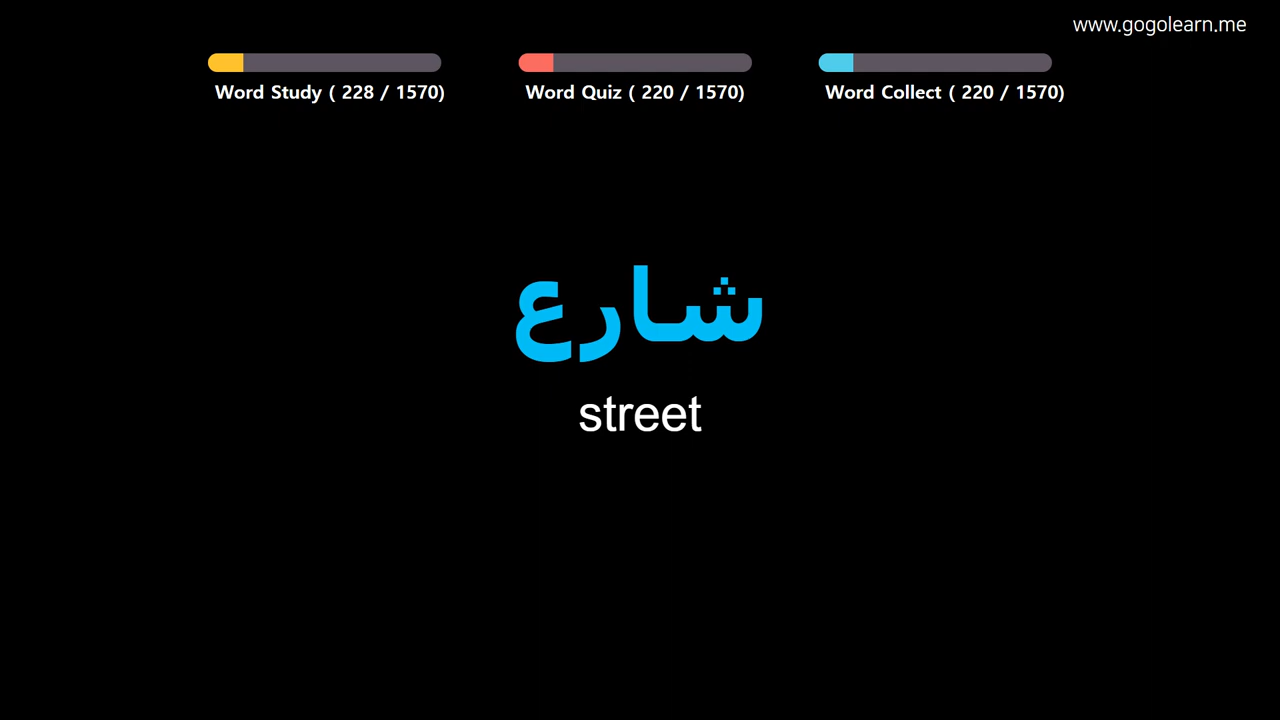 www.gogolearn.me
Word Study ( 228 / 1570)
Word Quiz ( 220 / 1570)
Word Collect ( 220 / 1570)
شارع
street